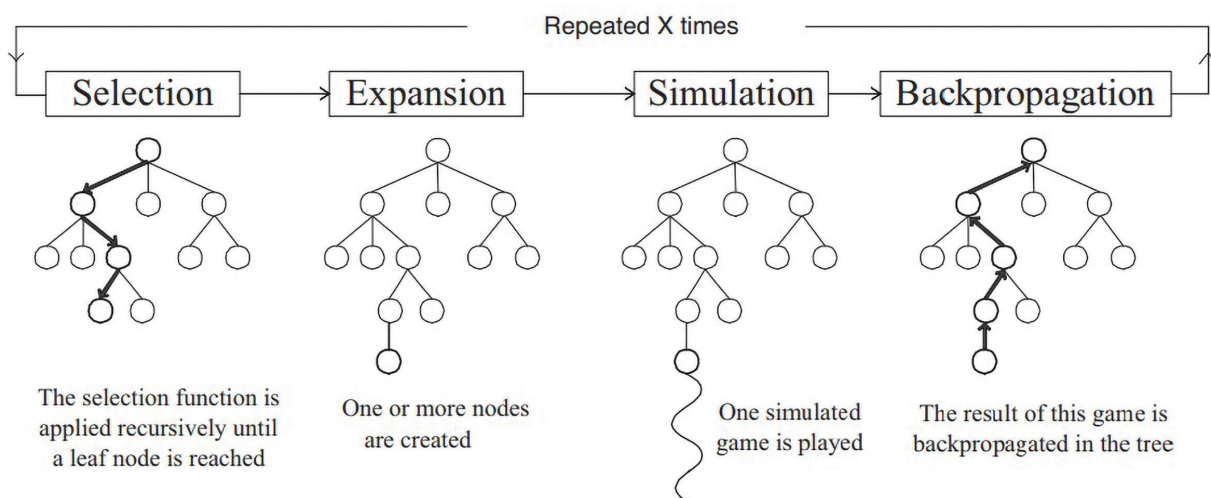 Repeated X times
Selection
Expansion
Simulation
Backpropagation
The selection function is
applied recursively until
a leaf node is reached
One or more nodes
are created
One simulated
game is played
The result of this game is
backpropagated in the tree